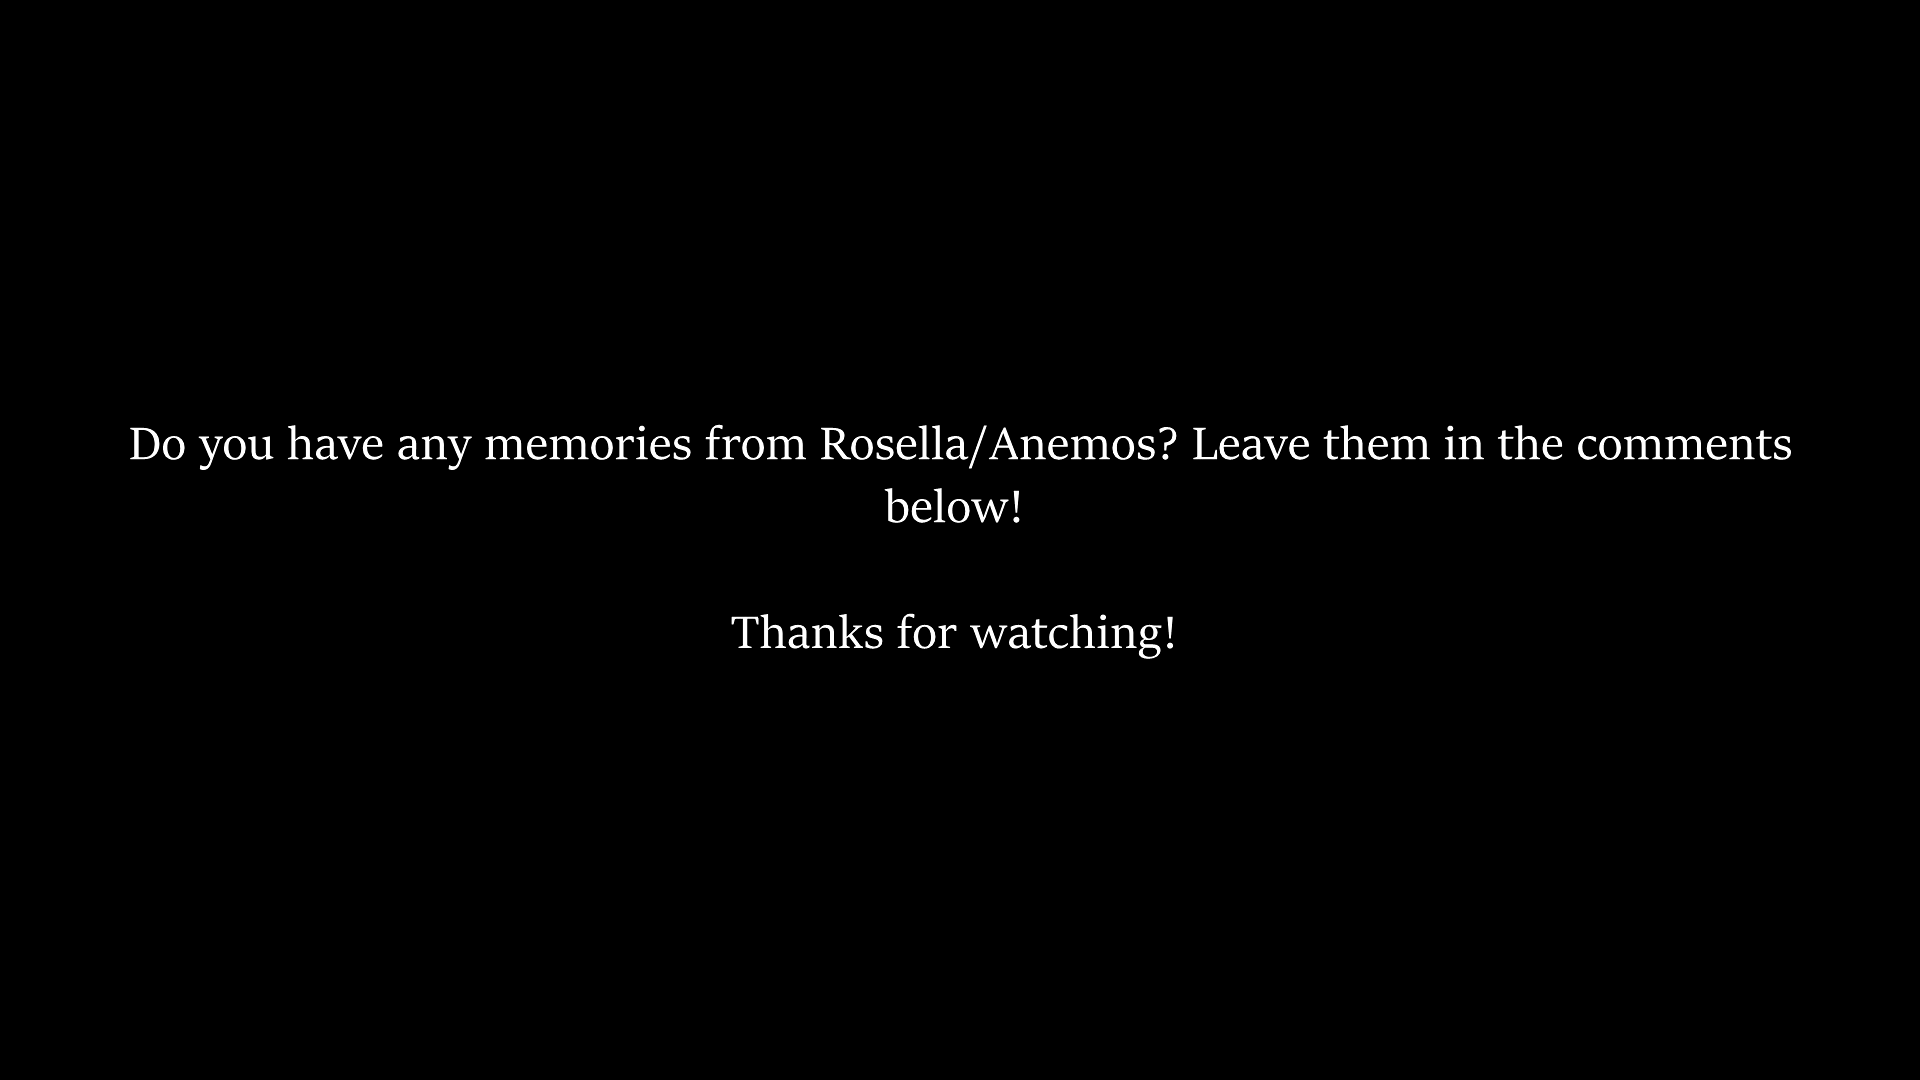 Do you have any memories from Rosella/Anemos? Leave them in the comments
below!
Thanks for watching!